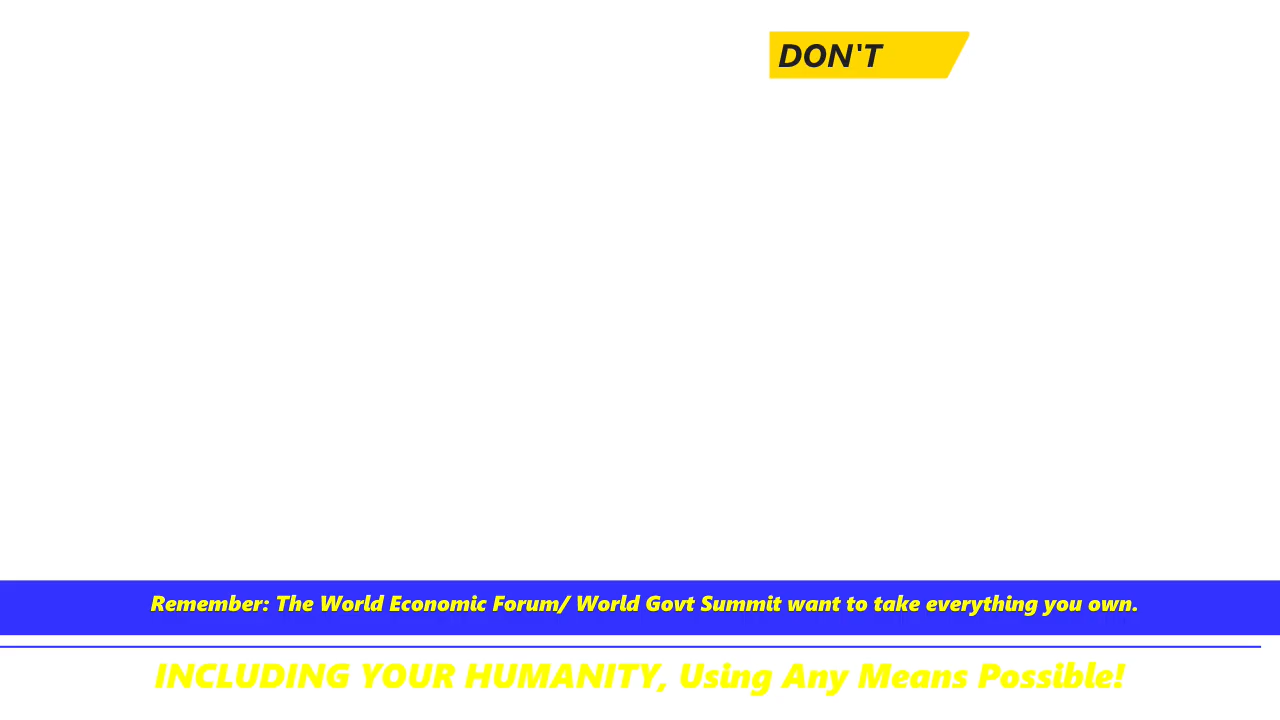 DON'T
Remember: The World Economic Forum/ World Govt Summit want to take everything you own.
INCLUDING YOUR HUMANITY, Using Any Means Possible!